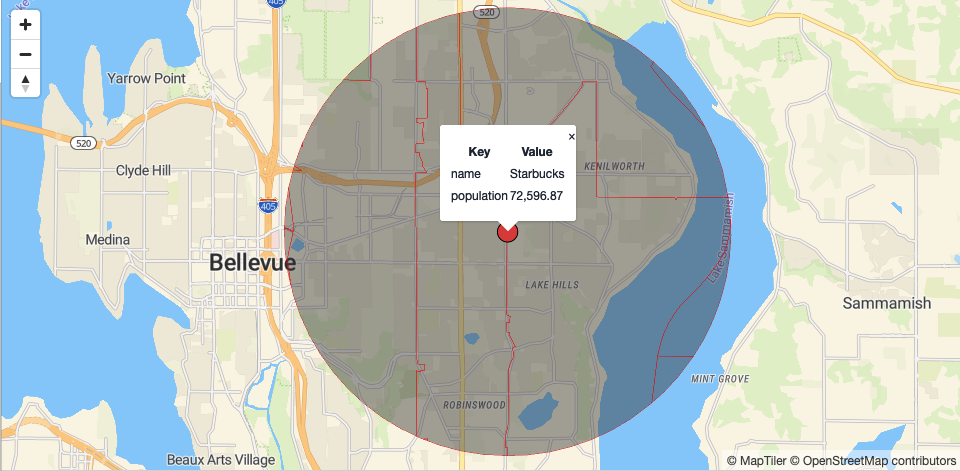 520
405
Yarrow Point
+
−
520
Clyde Hill
×
Key Value
name Starbucks
population 72,596.87
KENILWORTH
405
Medina
Bellevue
Lake Sammamish
LAKE HILLS
Sammamish
MINT GROVE
ROBINSWOOD
Beaux Arts Village
© MapTiler © OpenStreetMap contributors